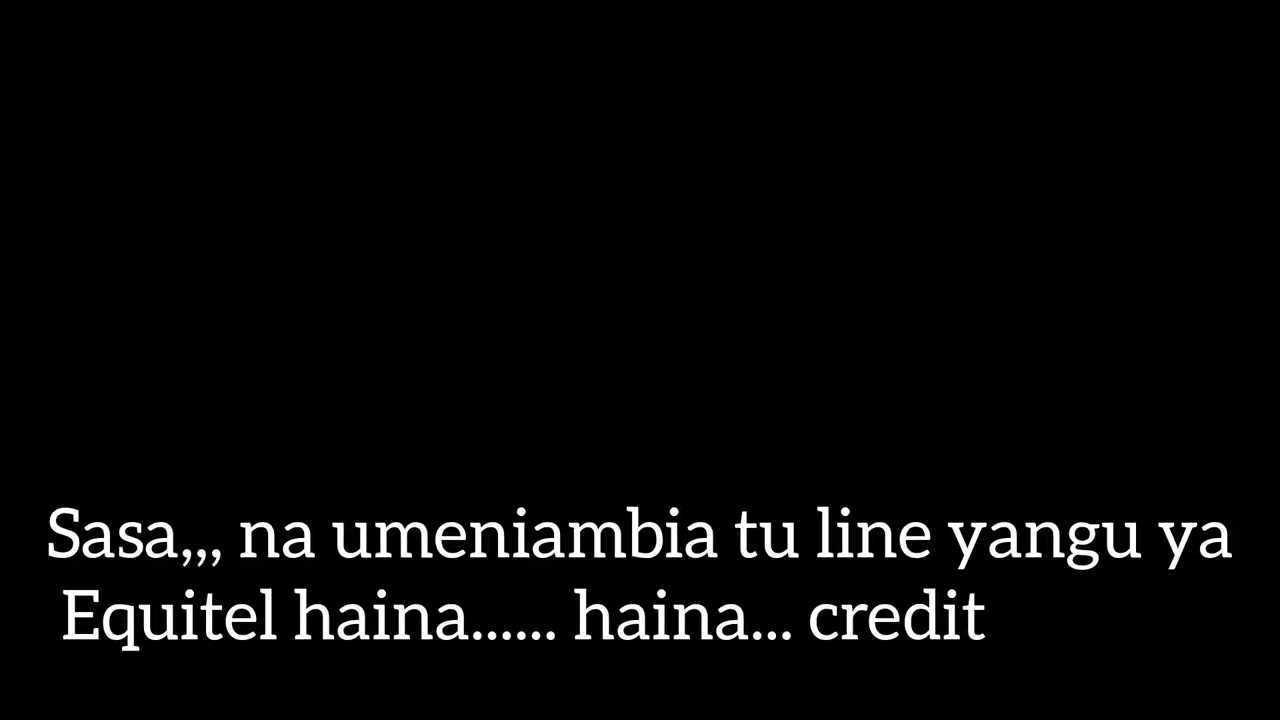 Sasa,,, na umeniambia tu line yangu ya
Equitel haina...... haina... credit